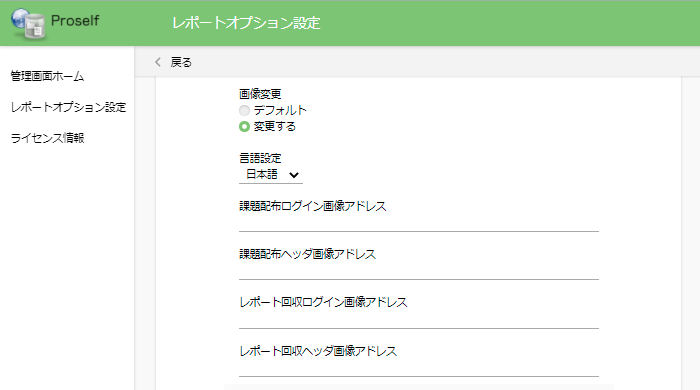 Proself
レポートオプション設定
管理画面ホーム
レポートオプション設定
ライセンス情報
戻る
画像変更
デフォルト
変更する
言語設定
日本語
課題配布ログイン画像アドレス
課題配布ヘッダ画像アドレス
レポート回収ログイン画像アドレス
レポート回収ヘッダ画像アドレス